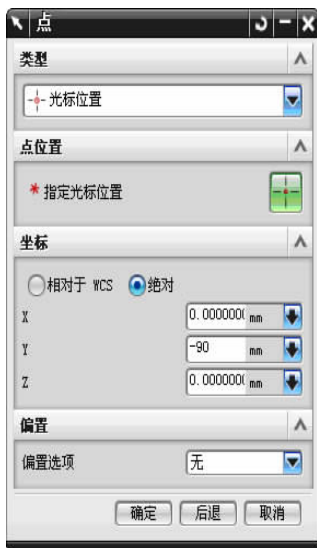 点
类型
光标位置
点位置
* 指定光标位置
坐标
相对于 WCS 绝对
X 0.0000000 mm
Y -90 mm
Z 0.0000000 mm
偏置
偏置选项 无
确定 后退 取消